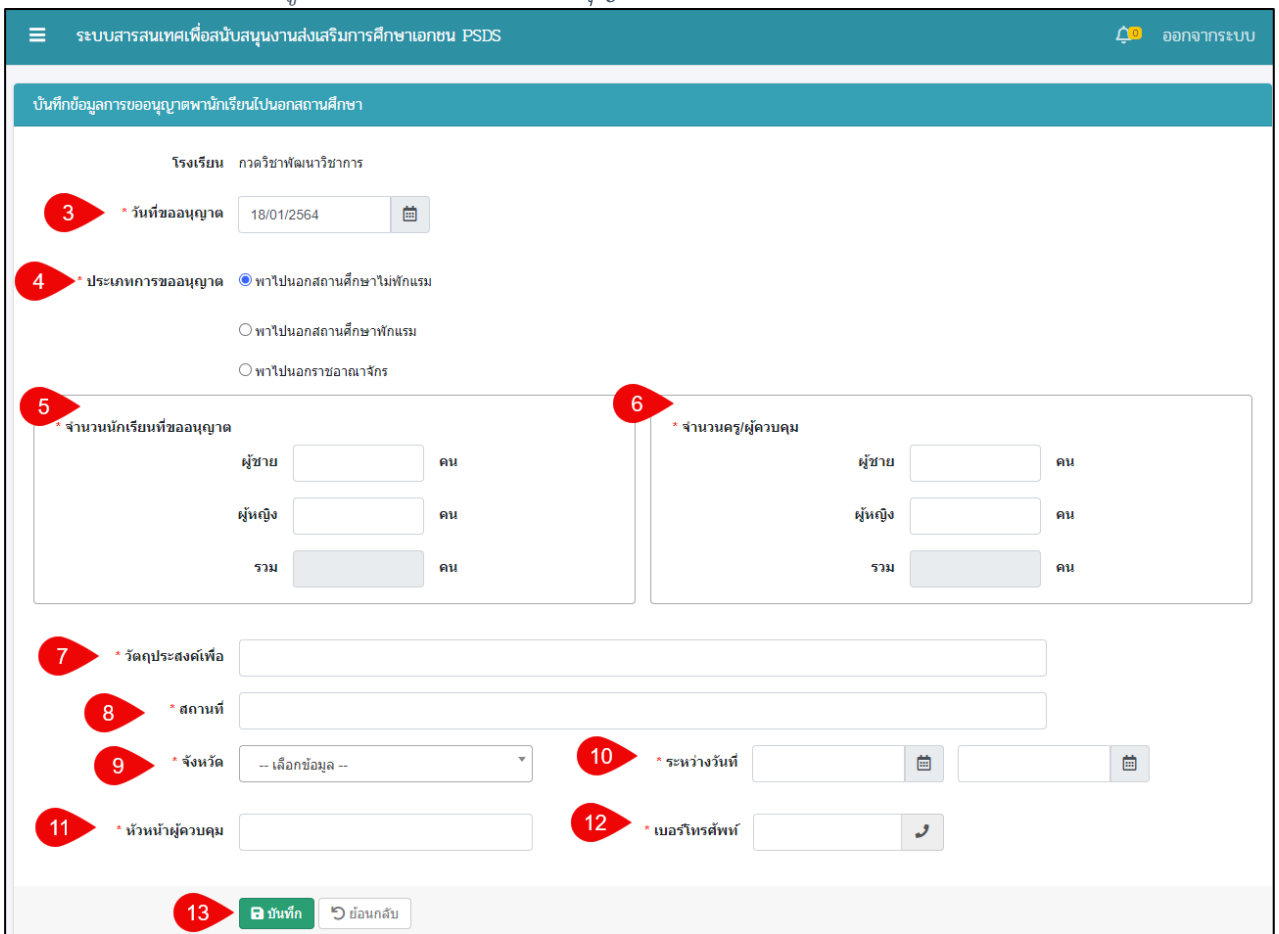 ระบบสารสนเทศเพื่อสนับสนุนงานส่งเสริมการศึกษาเอกชน PSDS 0 ออกจากระบบ
บันทึกข้อมูลการขออนุญาตพานักเรียนไปนอกสถานศึกษา
โรงเรียน กวดวิชาพัฒนาวิชาการ
3 * วันที่ขออนุญาต 18/01/2564
4 * ประเภทการขออนุญาต พาไปนอกสถานศึกษาไม่พักแรม
พาไปนอกสถานศึกษาพักแรม
พาไปนอกราชอาณาจักร
5 6
* จำนวนนักเรียนที่ขออนุญาต * จำนวนครู/ผู้ควบคุม
ผู้ชาย คน ผู้ชาย คน
ผู้หญิง คน ผู้หญิง คน
รวม คน รวม คน
7 * วัตถุประสงค์เพื่อ
8 * สถานที่
9 * จังหวัด -- เลือกข้อมูล -- 10 * ระหว่างวันที่
11 * หัวหน้าผู้ควบคุม 12 * เบอร์โทรศัพท์
13 บันทึก ย้อนกลับ